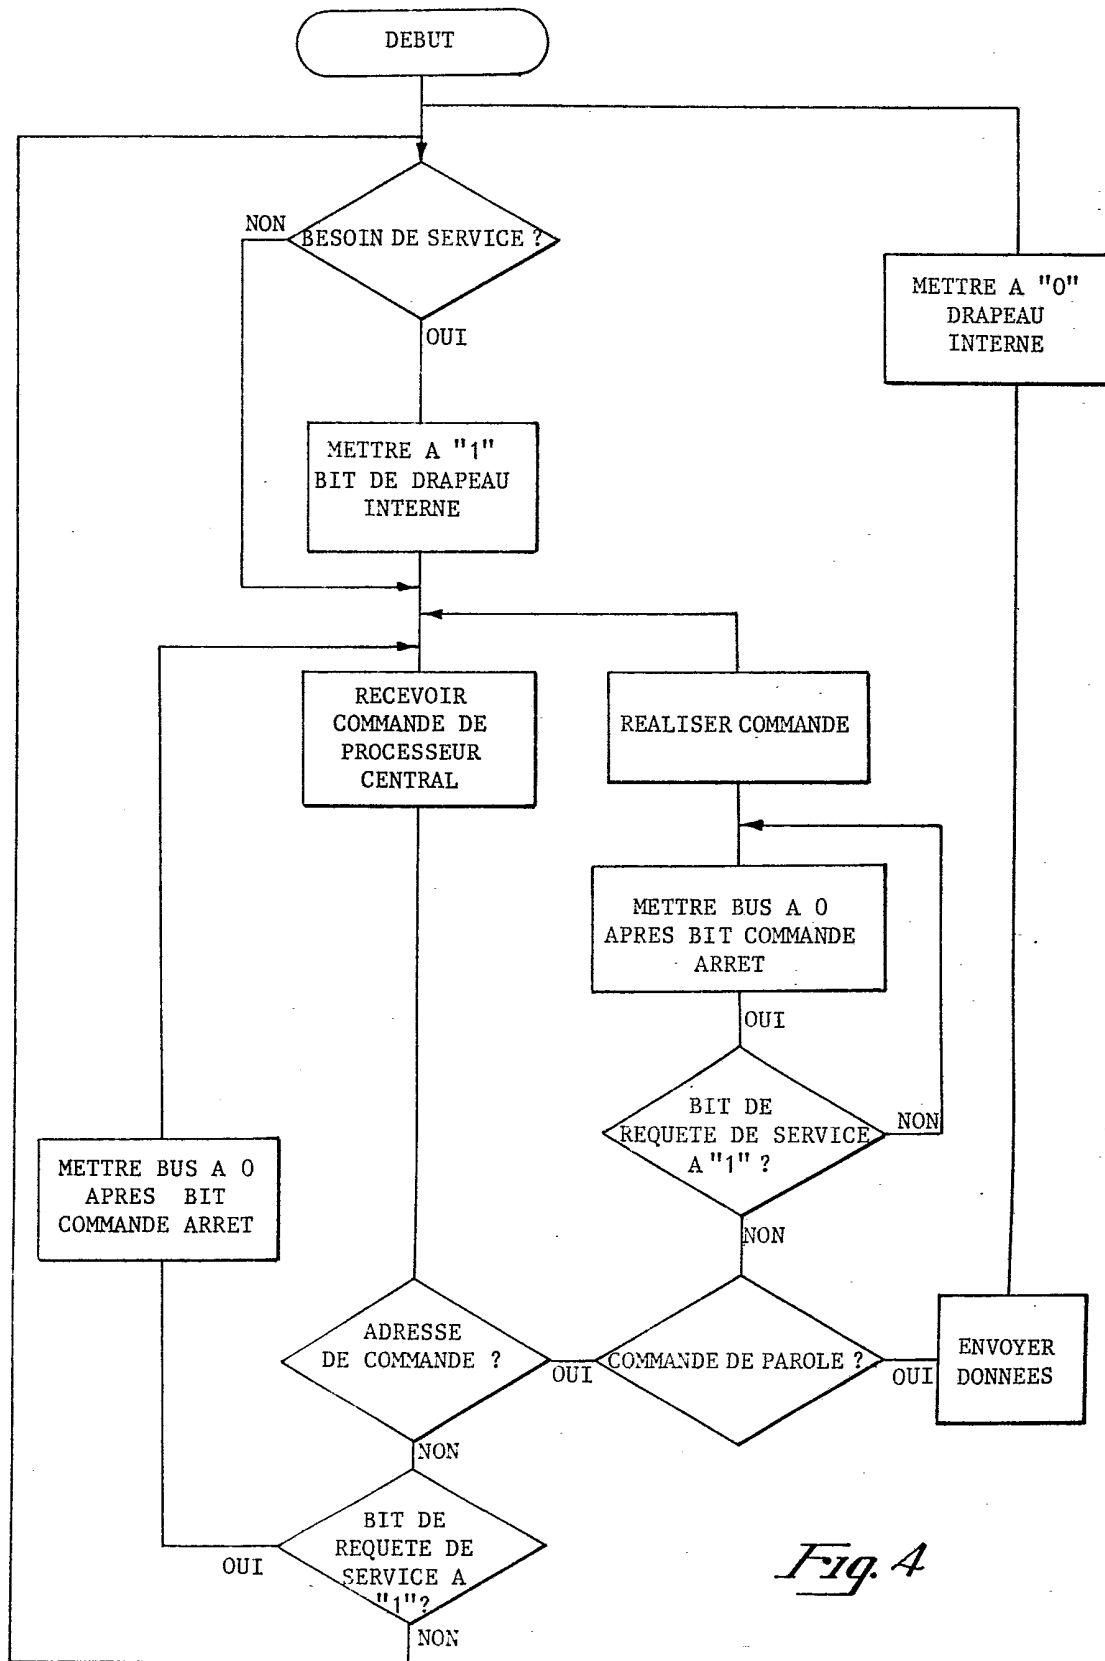 DEBUT
NON
BESOIN DE SERVICE ?
OUI
METTRE A "0"
DRAPEAU
INTERNE
METTRE A "1"
BIT DE DRAPEAU
INTERNE
RECEVOIR
COMMANDE DE
PROCESSEUR
CENTRAL
REALISER COMMANDE
METTRE BUS A 0
APRES BIT COMMANDE
ARRET
OUI
BIT DE
REQUETE DE SERVICE
A "1" ?
NON
NON
METTRE BUS A 0
APRES BIT
COMMANDE ARRET
ADRESSE
DE COMMANDE ?
OUI
COMMANDE DE PAROLE ?
OUI
ENVOYER
DONNEES
NON
BIT DE
REQUETE DE
SERVICE A
"1"?
OUI
NON
Fig. 4